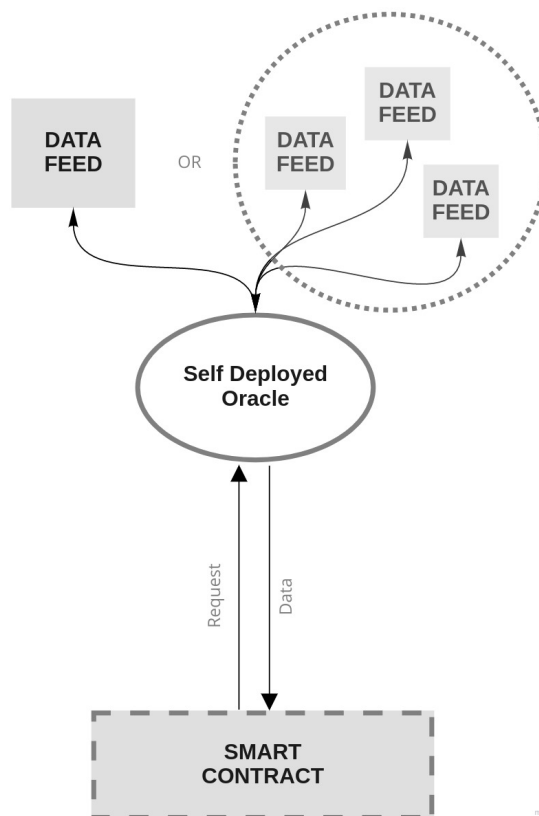 DATA
FEED
OR
DATA
FEED
DATA
FEED
DATA
FEED
Self Deployed
Oracle
Request
Data
SMART
CONTRACT